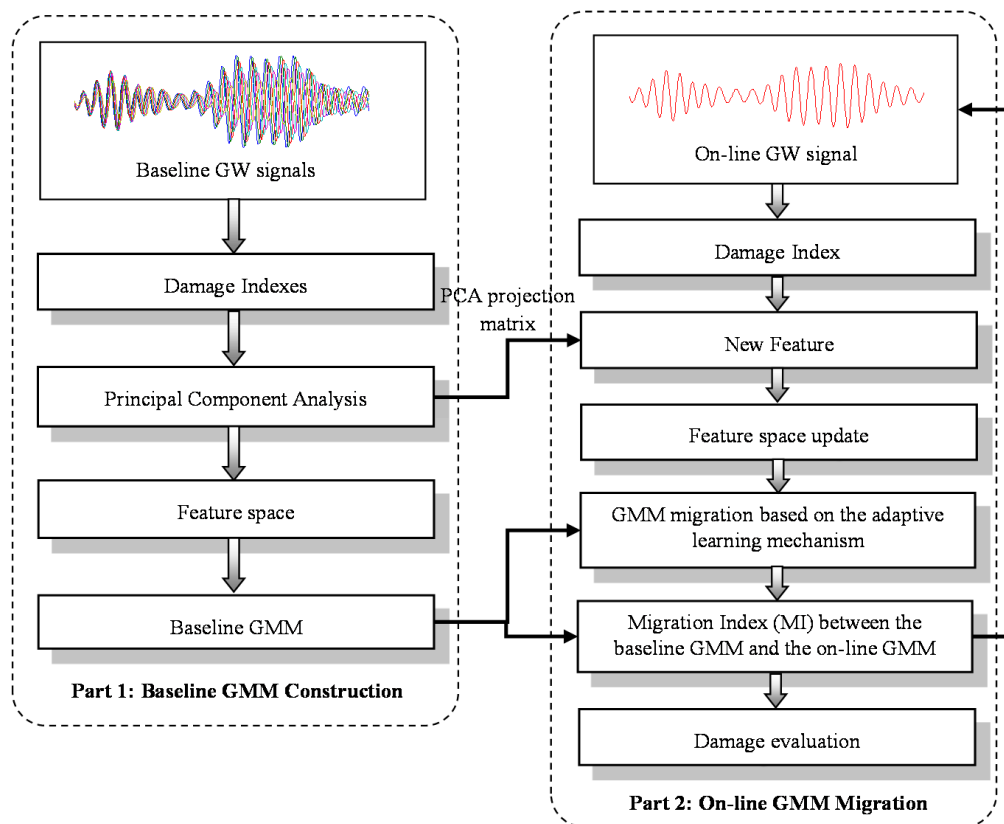 Baseline GW signals
Damage Indexes
Principal Component Analysis
Feature space
Baseline GMM
Part 1: Baseline GMM Construction
PCA projection
matrix
On-line GW signal
Damage Index
New Feature
Feature space update
GMM migration based on the adaptive
learning mechanism
Migration Index (MI) between the
baseline GMM and the on-line GMM
Damage evaluation
Part 2: On-line GMM Migration